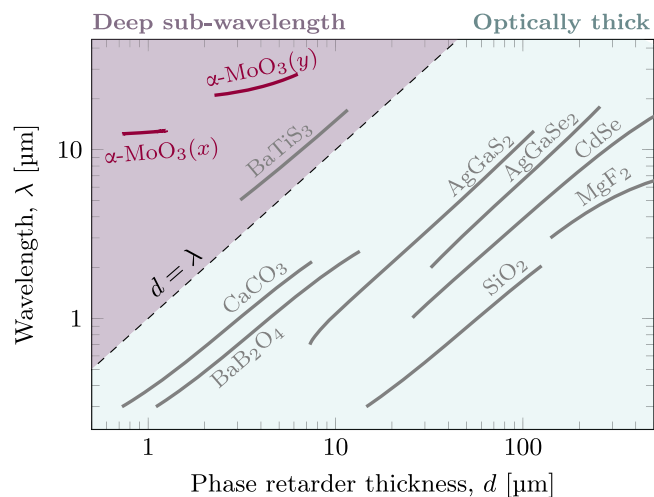 Deep sub-wavelength Optically thick
α-MoO₃(y)
α-MoO₃(x)
BaTiS₃
AgGaS₂
AgGaSe₂
CdSe
MgF₂
d = λ
CaCO₃
BaB₂O₄
SiO₂
10
1
Wavelength, λ [µm]
1 10 100
Phase retarder thickness, d [µm]